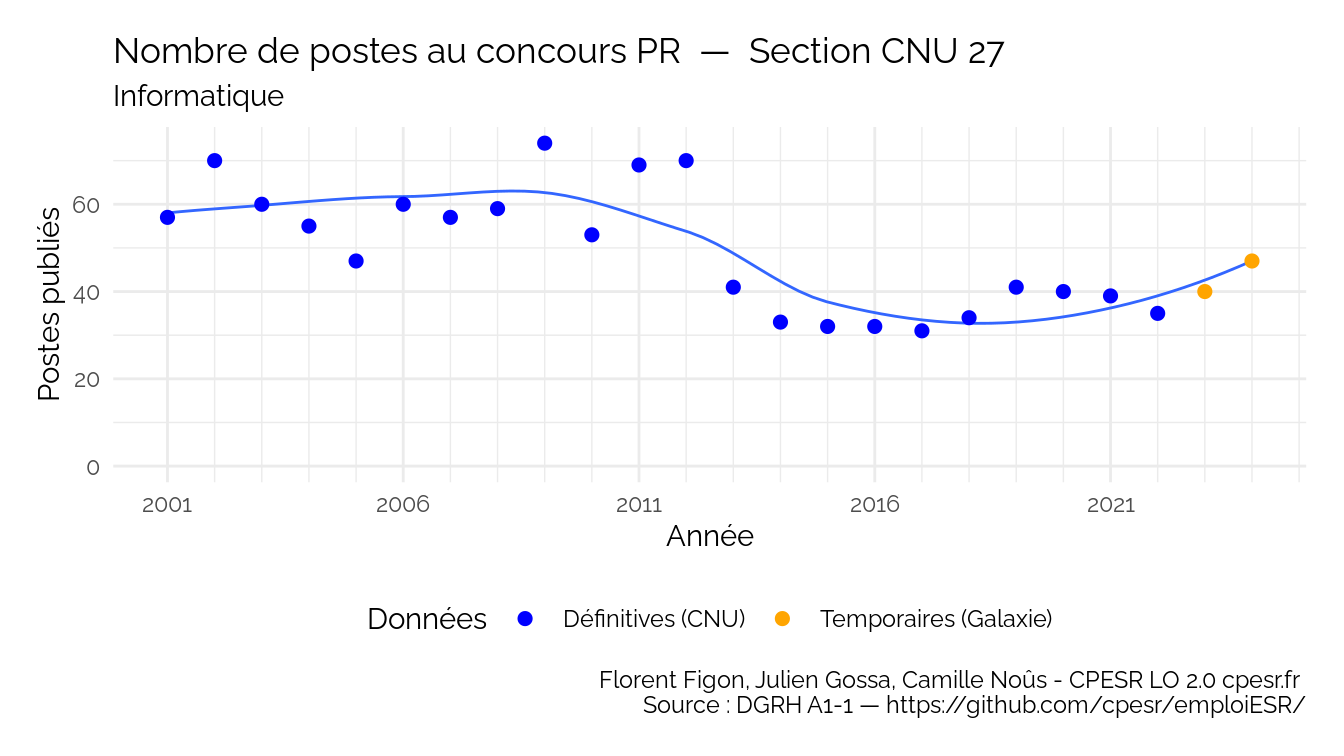 Nombre de postes au concours PR — Section CNU 27
Informatique
Postes publiés
60
40
20
0
2001 2006 2011 2016 2021
Année
Données Définitives (CNU) Temporaires (Galaxie)
Florent Figon, Julien Gossa, Camille Noûs - CPESR LO 2.0 cpesr.fr
Source : DGRH A1-1 — https://github.com/cpesr/emploiESR/